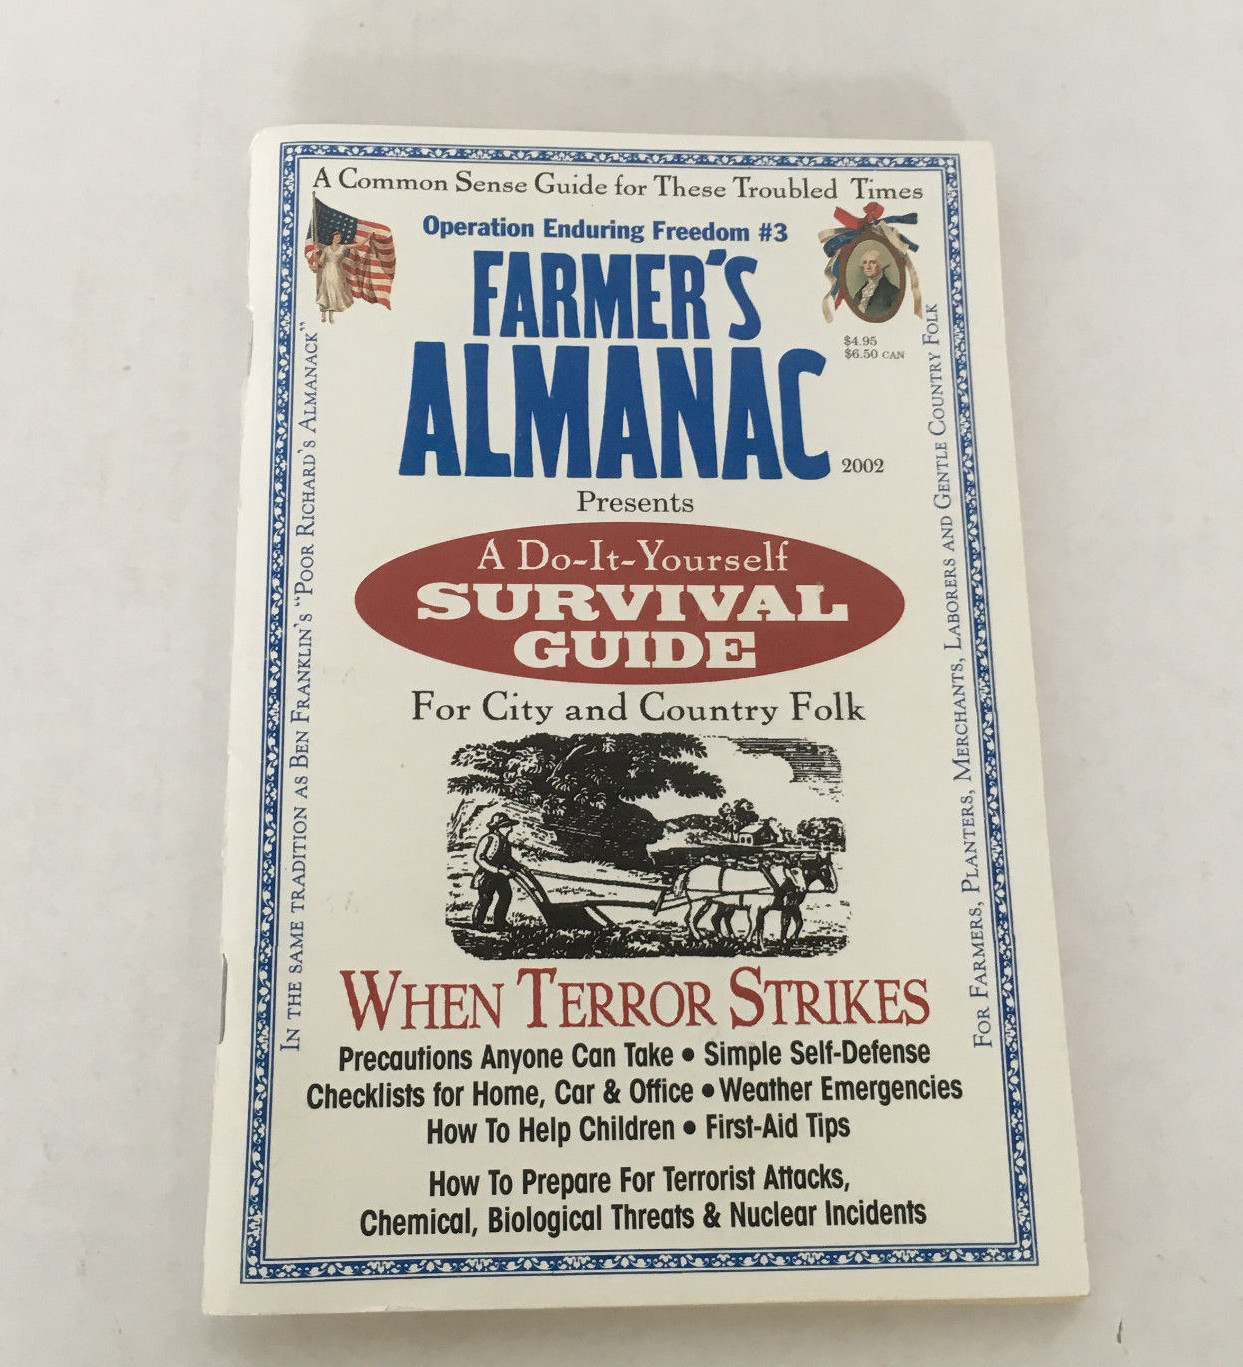 A Common Sense Guide for These Troubled Times
Operation Enduring Freedom #3
FARMER'S
ALMANAC
$4.95
$6.50 CAN
2002
Presents
A Do-It-Yourself
SURVIVAL
GUIDE
For City and Country Folk
IN THE SAME TRADITION AS BEN FRANKLIN'S "POOR RICHARD'S ALMANACK"
FOR FARMERS, PLANTERS, MERCHANTS, LABORERS AND GENTLE COUNTRY FOLK
WHEN TERROR STRIKES
Precautions Anyone Can Take • Simple Self-Defense
Checklists for Home, Car & Office • Weather Emergencies
How To Help Children • First-Aid Tips
How To Prepare For Terrorist Attacks,
Chemical, Biological Threats & Nuclear Incidents